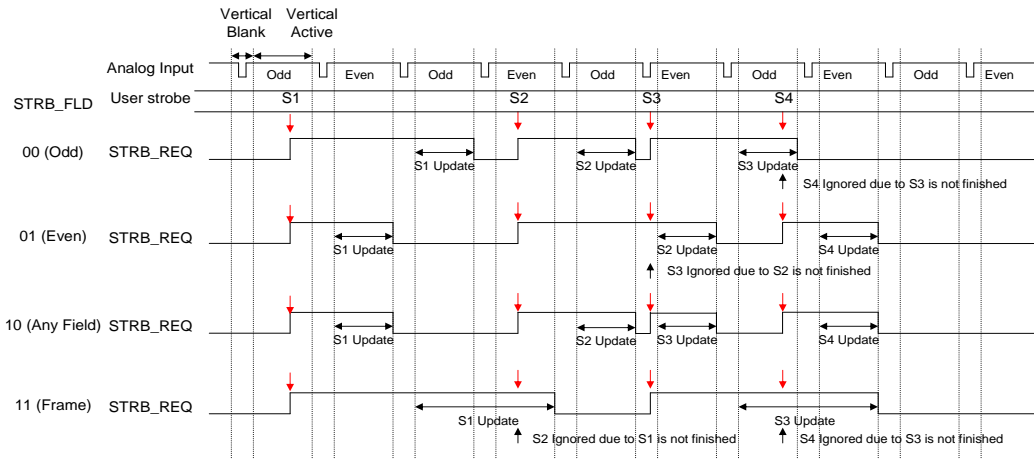 Vertical Blank
Vertical Active
Analog Input Odd Even Odd Even Odd Even Odd Even Odd Even
STRB_FLD User strobe S1 S2 S3 S4
00 (Odd) STRB_REQ
S1 Update S2 Update S3 Update
S4 Ignored due to S3 is not finished
01 (Even) STRB_REQ
S1 Update S2 Update S4 Update
S3 Ignored due to S2 is not finished
10 (Any Field) STRB_REQ
S1 Update S2 Update S3 Update S4 Update
11 (Frame) STRB_REQ
S1 Update S3 Update
S2 Ignored due to S1 is not finished S4 Ignored due to S3 is not finished